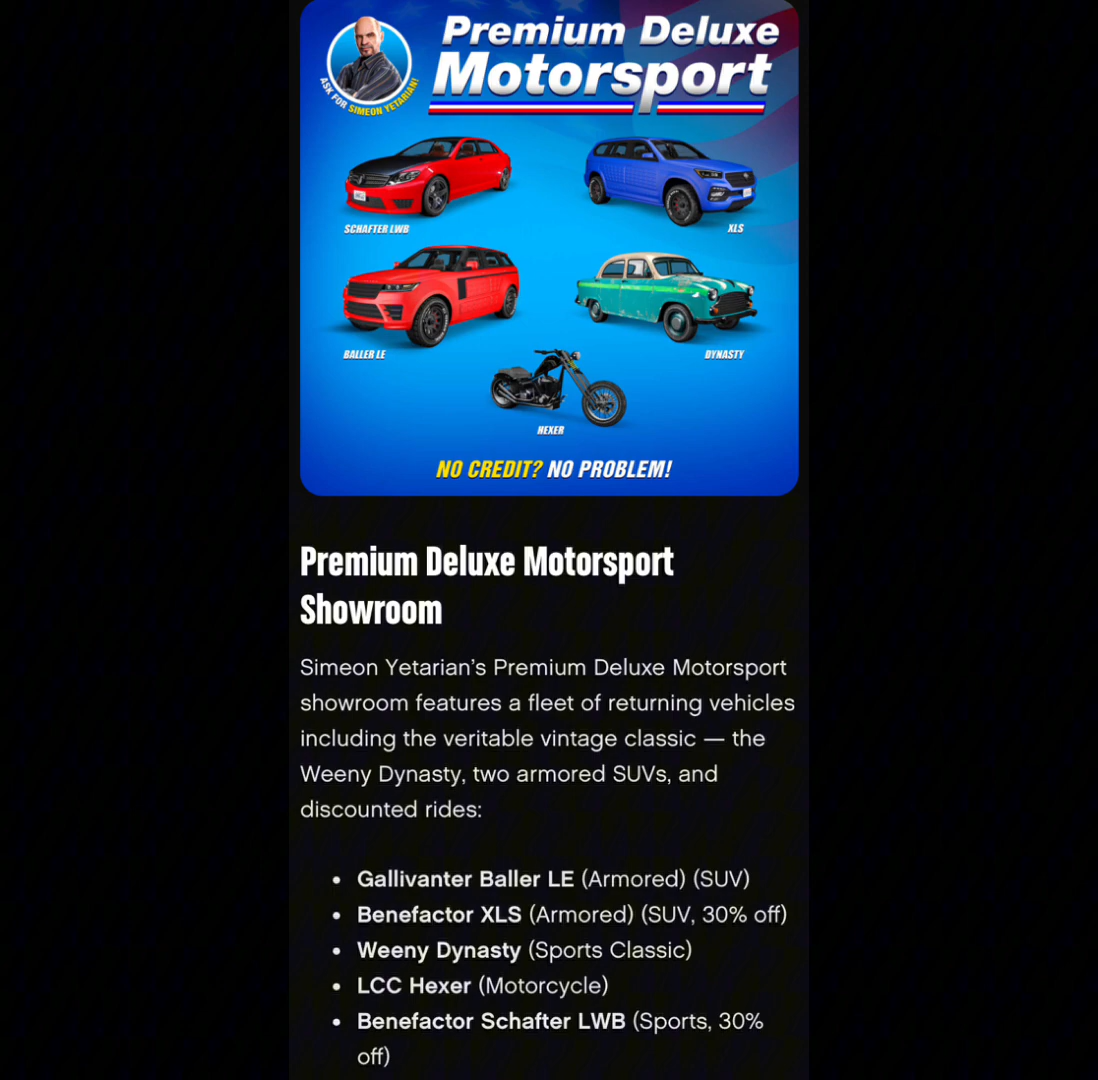 Premium Deluxe
Motorsport
ASK FOR SIMEON YETARIAN!
SCHAFTER LWB
XLS
BALLER LE
DYNASTY
HEXER
NO CREDIT? NO PROBLEM!
Premium Deluxe Motorsport
Showroom
Simeon Yetarian’s Premium Deluxe Motorsport
showroom features a fleet of returning vehicles
including the veritable vintage classic — the
Weeny Dynasty, two armored SUVs, and
discounted rides:
• Gallivanter Baller LE (Armored) (SUV)
• Benefactor XLS (Armored) (SUV, 30% off)
• Weeny Dynasty (Sports Classic)
• LCC Hexer (Motorcycle)
• Benefactor Schafter LWB (Sports, 30%
off)